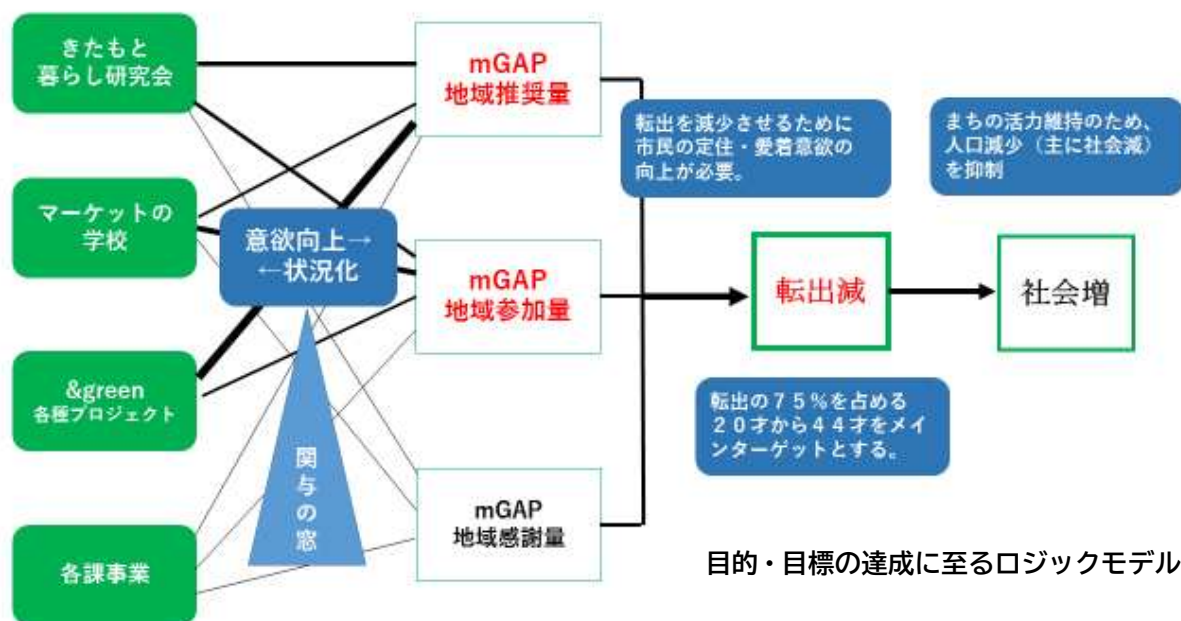 きたもと
暮らし研究会
マーケットの
学校
&green
各種プロジェクト
各課事業
意欲向上→
←状況化
関与の窓
mGAP
地域推奨量
mGAP
地域参加量
mGAP
地域感謝量
転出を減少させるために
市民の定住・愛着意欲の
向上が必要。
まちの活力維持のため、
人口減少（主に社会減）
を抑制
転出減
社会増
転出の７５％を占める
２０才から４４才をメイ
ンターゲットとする。
目的・目標の達成に至るロジックモデル